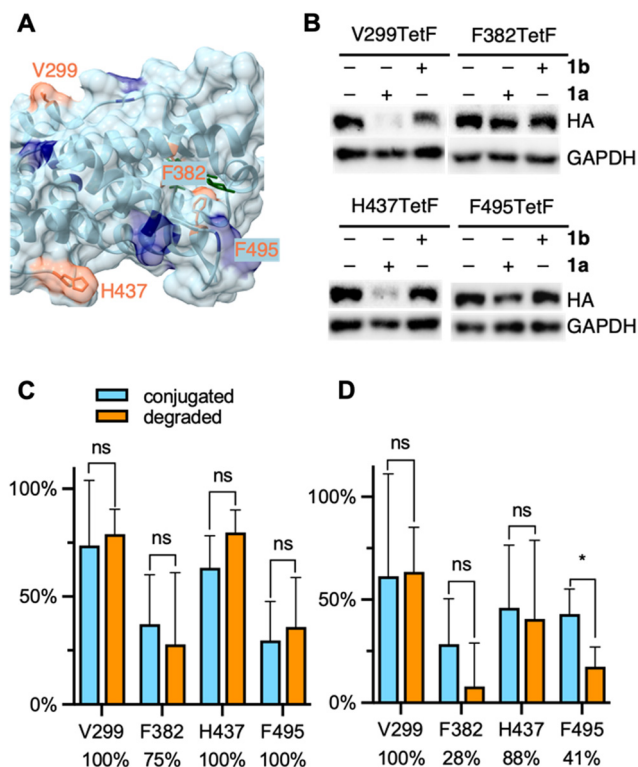 A
V299
F382
F495
H437
B
V299TetF F382TetF
– – + – – + 1b
– + – – + – 1a
HA
GAPDH
H437TetF F495TetF
– – + – – + 1b
– + – – + – 1a
HA
GAPDH
C
conjugated
degraded
100%
50%
0%
ns
ns
ns
ns
V299 F382 H437 F495
100% 75% 100% 100%
D
100%
50%
0%
ns
ns
ns
*
V299 F382 H437 F495
100% 28% 88% 41%